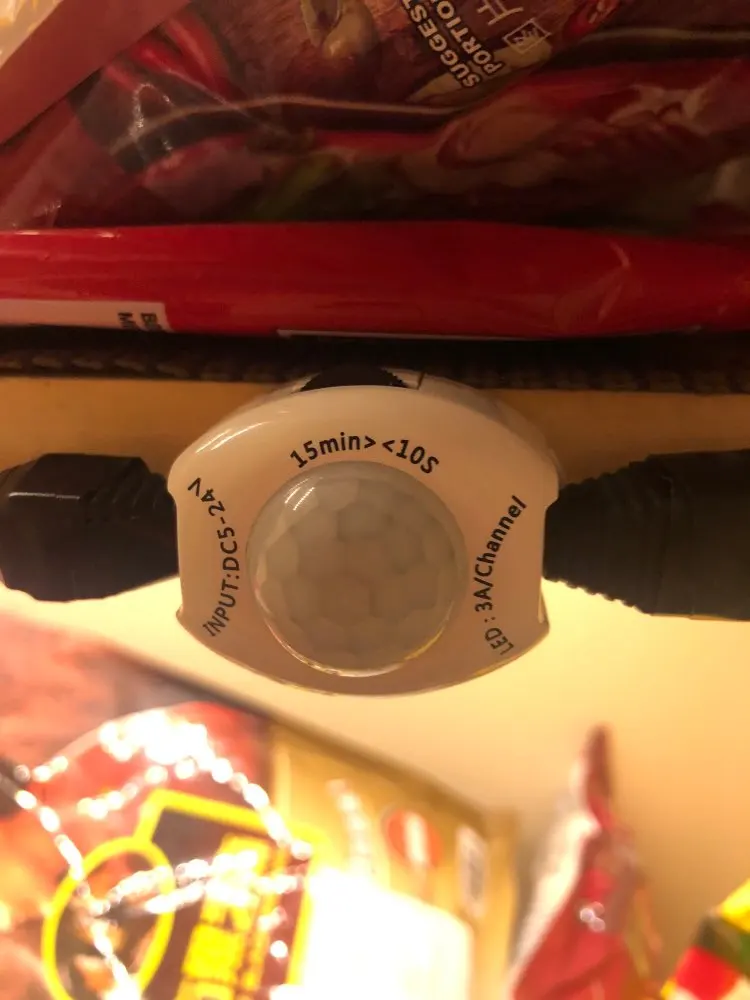 SUGGEST
PORTIO
15min> <10S
INPUT:DC5-24V
LED: 3A/Channel